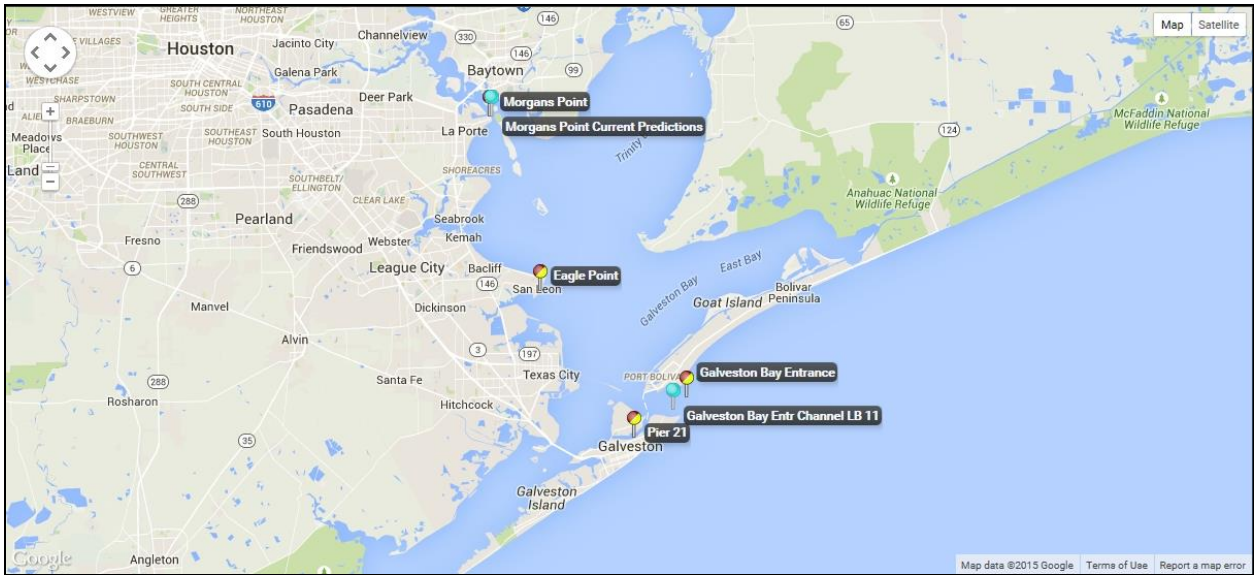 WESTVIEW
GREATER
HEIGHTS
NORTHEAST
HOUSTON
Channelview
146
65
Map
Satellite
E VILLAGES
Houston
Jacinto City
330
146
Baytown
99
Galena Park
WESTCHASE
SOUTH CENTRAL
HOUSTON
610
Pasadena
Deer Park
Morgans Point
SHARPSTOWN
SOUTH SIDE
BRAEBURN
McFaddin National
Wildlife Refuge
Meadows
Place
SOUTHWEST
HOUSTON
SOUTHEAST
HOUSTON
South Houston
La Porte
Morgans Point Current Predictions
124
Trinity
Land
CENTRAL
SOUTHWEST
SOUTHBELT/
ELLINGTON
SHOREACRES
288
CLEAR LAKE
Anahuac National
Wildlife Refuge
Pearland
Seabrook
Fresno
Friendswood
Webster
Kemah
6
League City
Bacliff
146
Eagle Point
San Leon
East Bay
Galveston Bay
Bolivar
Peninsula
Goat Island
Manvel
Dickinson
Alvin
3
197
288
Santa Fe
Texas City
PORT BOLIVA
Galveston Bay Entrance
Rosharon
Hitchcock
Galveston Bay Entr Channel LB 11
35
Pier 21
Galveston
Galveston
Island
Google
Angleton
Map data ©2015 Google
Terms of Use
Report a map error